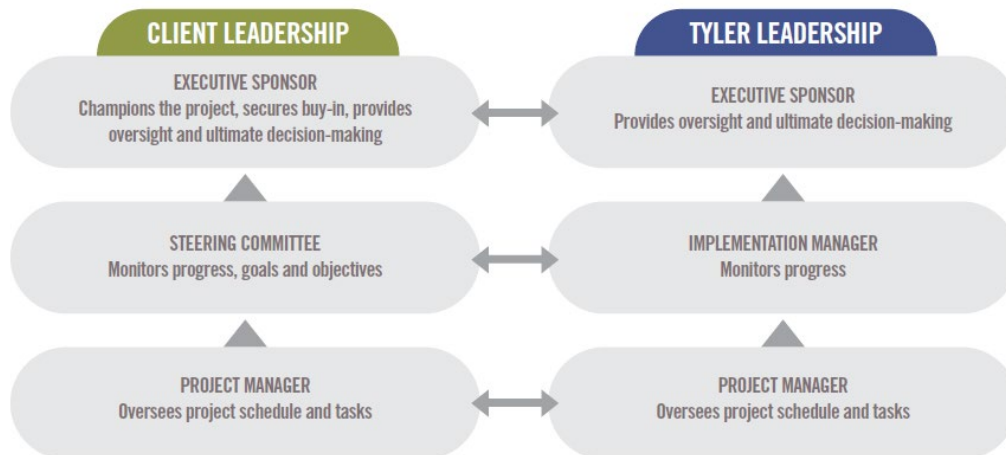 CLIENT LEADERSHIP
TYLER LEADERSHIP
EXECUTIVE SPONSOR
Champions the project, secures buy-in, provides
oversight and ultimate decision-making
EXECUTIVE SPONSOR
Provides oversight and ultimate decision-making
STEERING COMMITTEE
Monitors progress, goals and objectives
IMPLEMENTATION MANAGER
Monitors progress
PROJECT MANAGER
Oversees project schedule and tasks
PROJECT MANAGER
Oversees project schedule and tasks